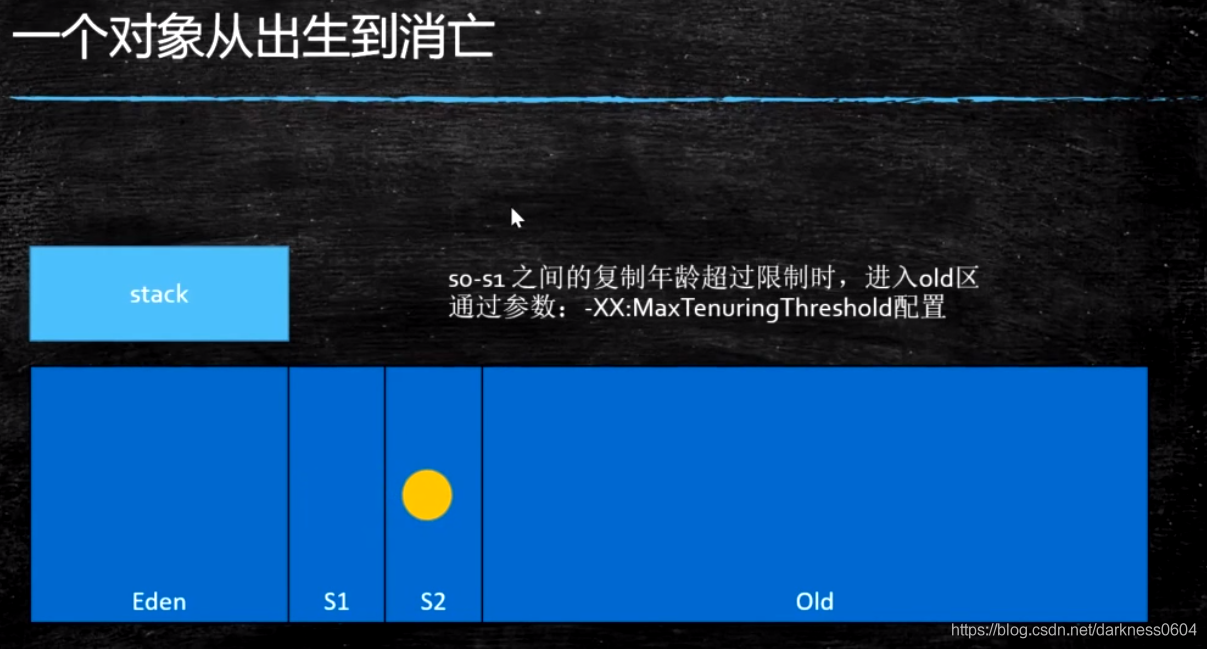 一个对象从出生到消亡
stack
s0-s1 之间的复制年龄超过限制时，进入old区
通过参数：-XX:MaxTenuringThreshold配置
Eden
S1
S2
Old
https://blog.csdn.net/darkness0604